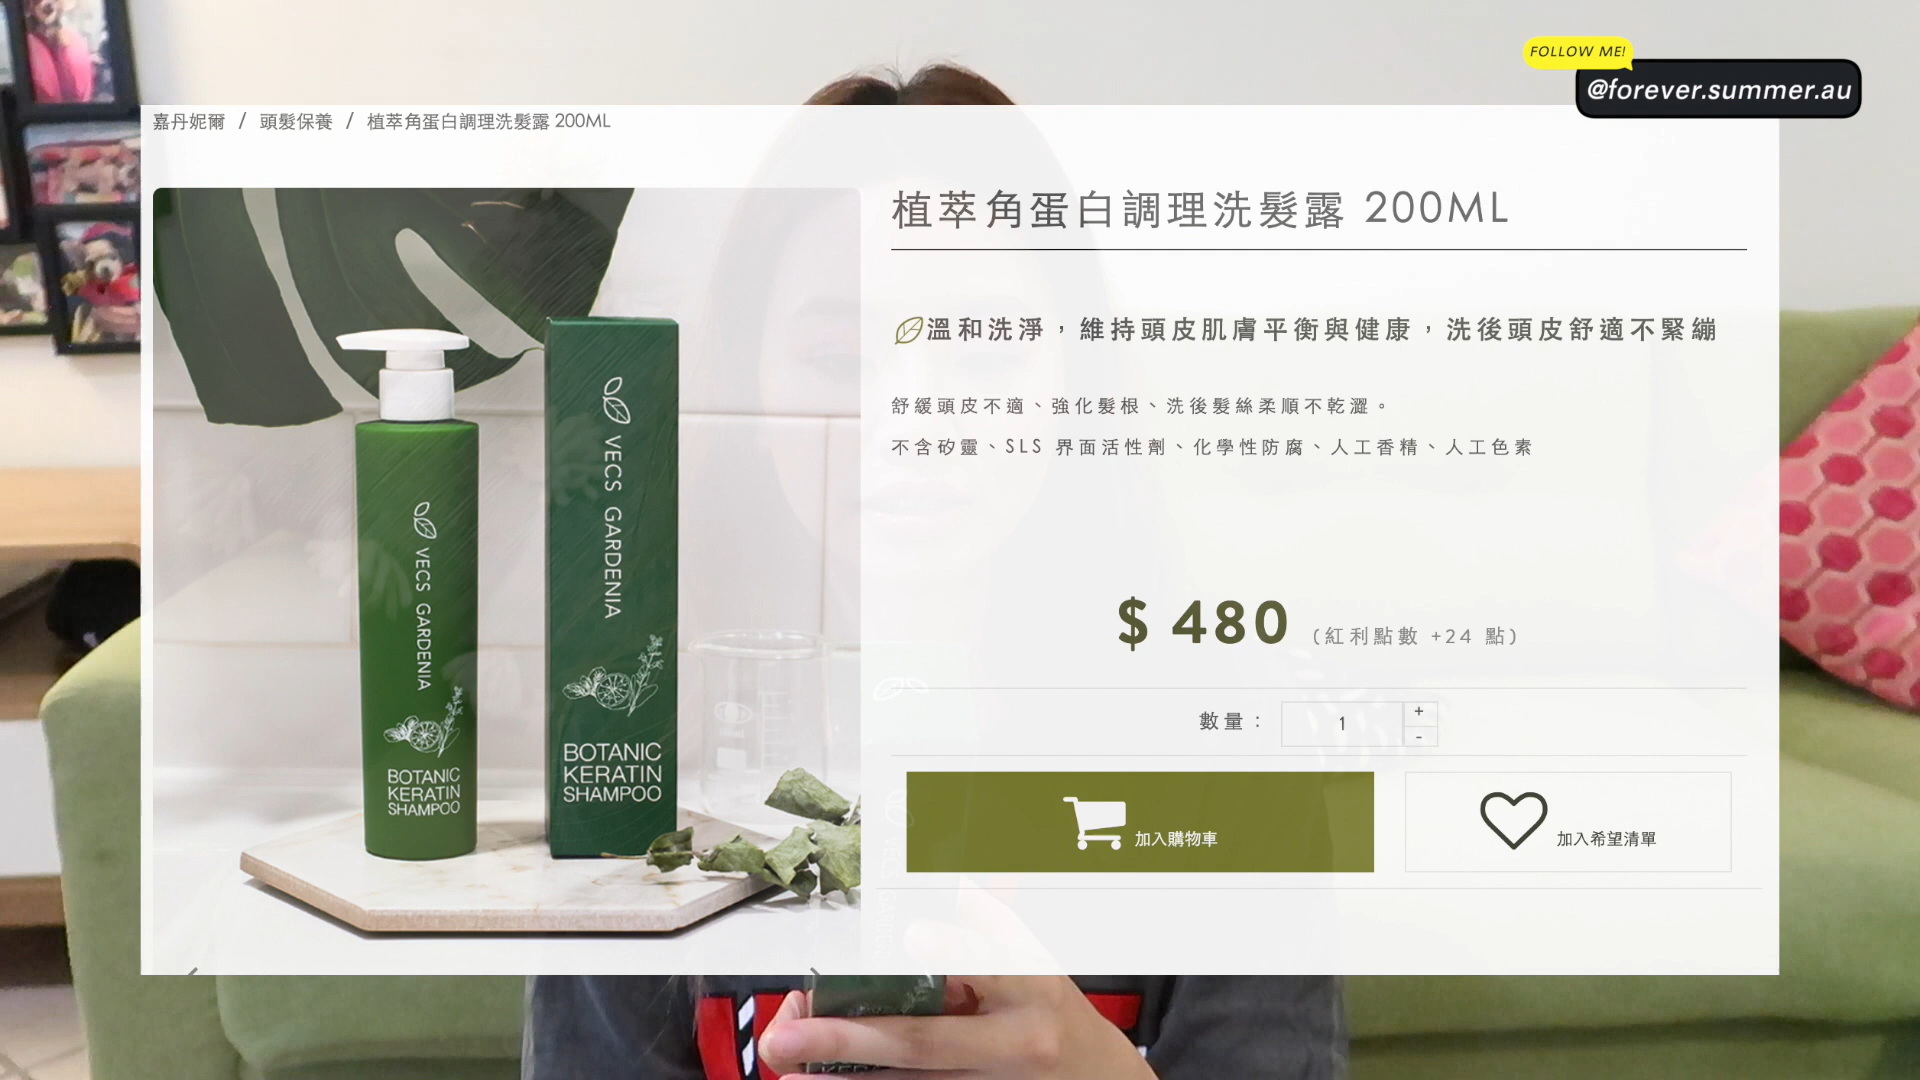 FOLLOW ME!
@forever.summer.au
嘉丹妮爾 / 頭髮保養 / 植萃角蛋白調理洗髮露 200ML
植萃角蛋白調理洗髮露 200ML
溫和洗淨，維持頭皮肌膚平衡與健康，洗後頭皮舒適不緊繃
舒緩頭皮不適、強化髮根、洗後髮絲柔順不乾澀。
不含矽靈、SLS 界面活性劑、化學性防腐、人工香精、人工色素
$ 480 (紅利點數 +24 點)
數量：
1
+
-
加入購物車
加入希望清單
VECS GARDENIA
BOTANIC
KERATIN
SHAMPOO
VECS GARDENIA
BOTANIC
KERATIN
SHAMPOO